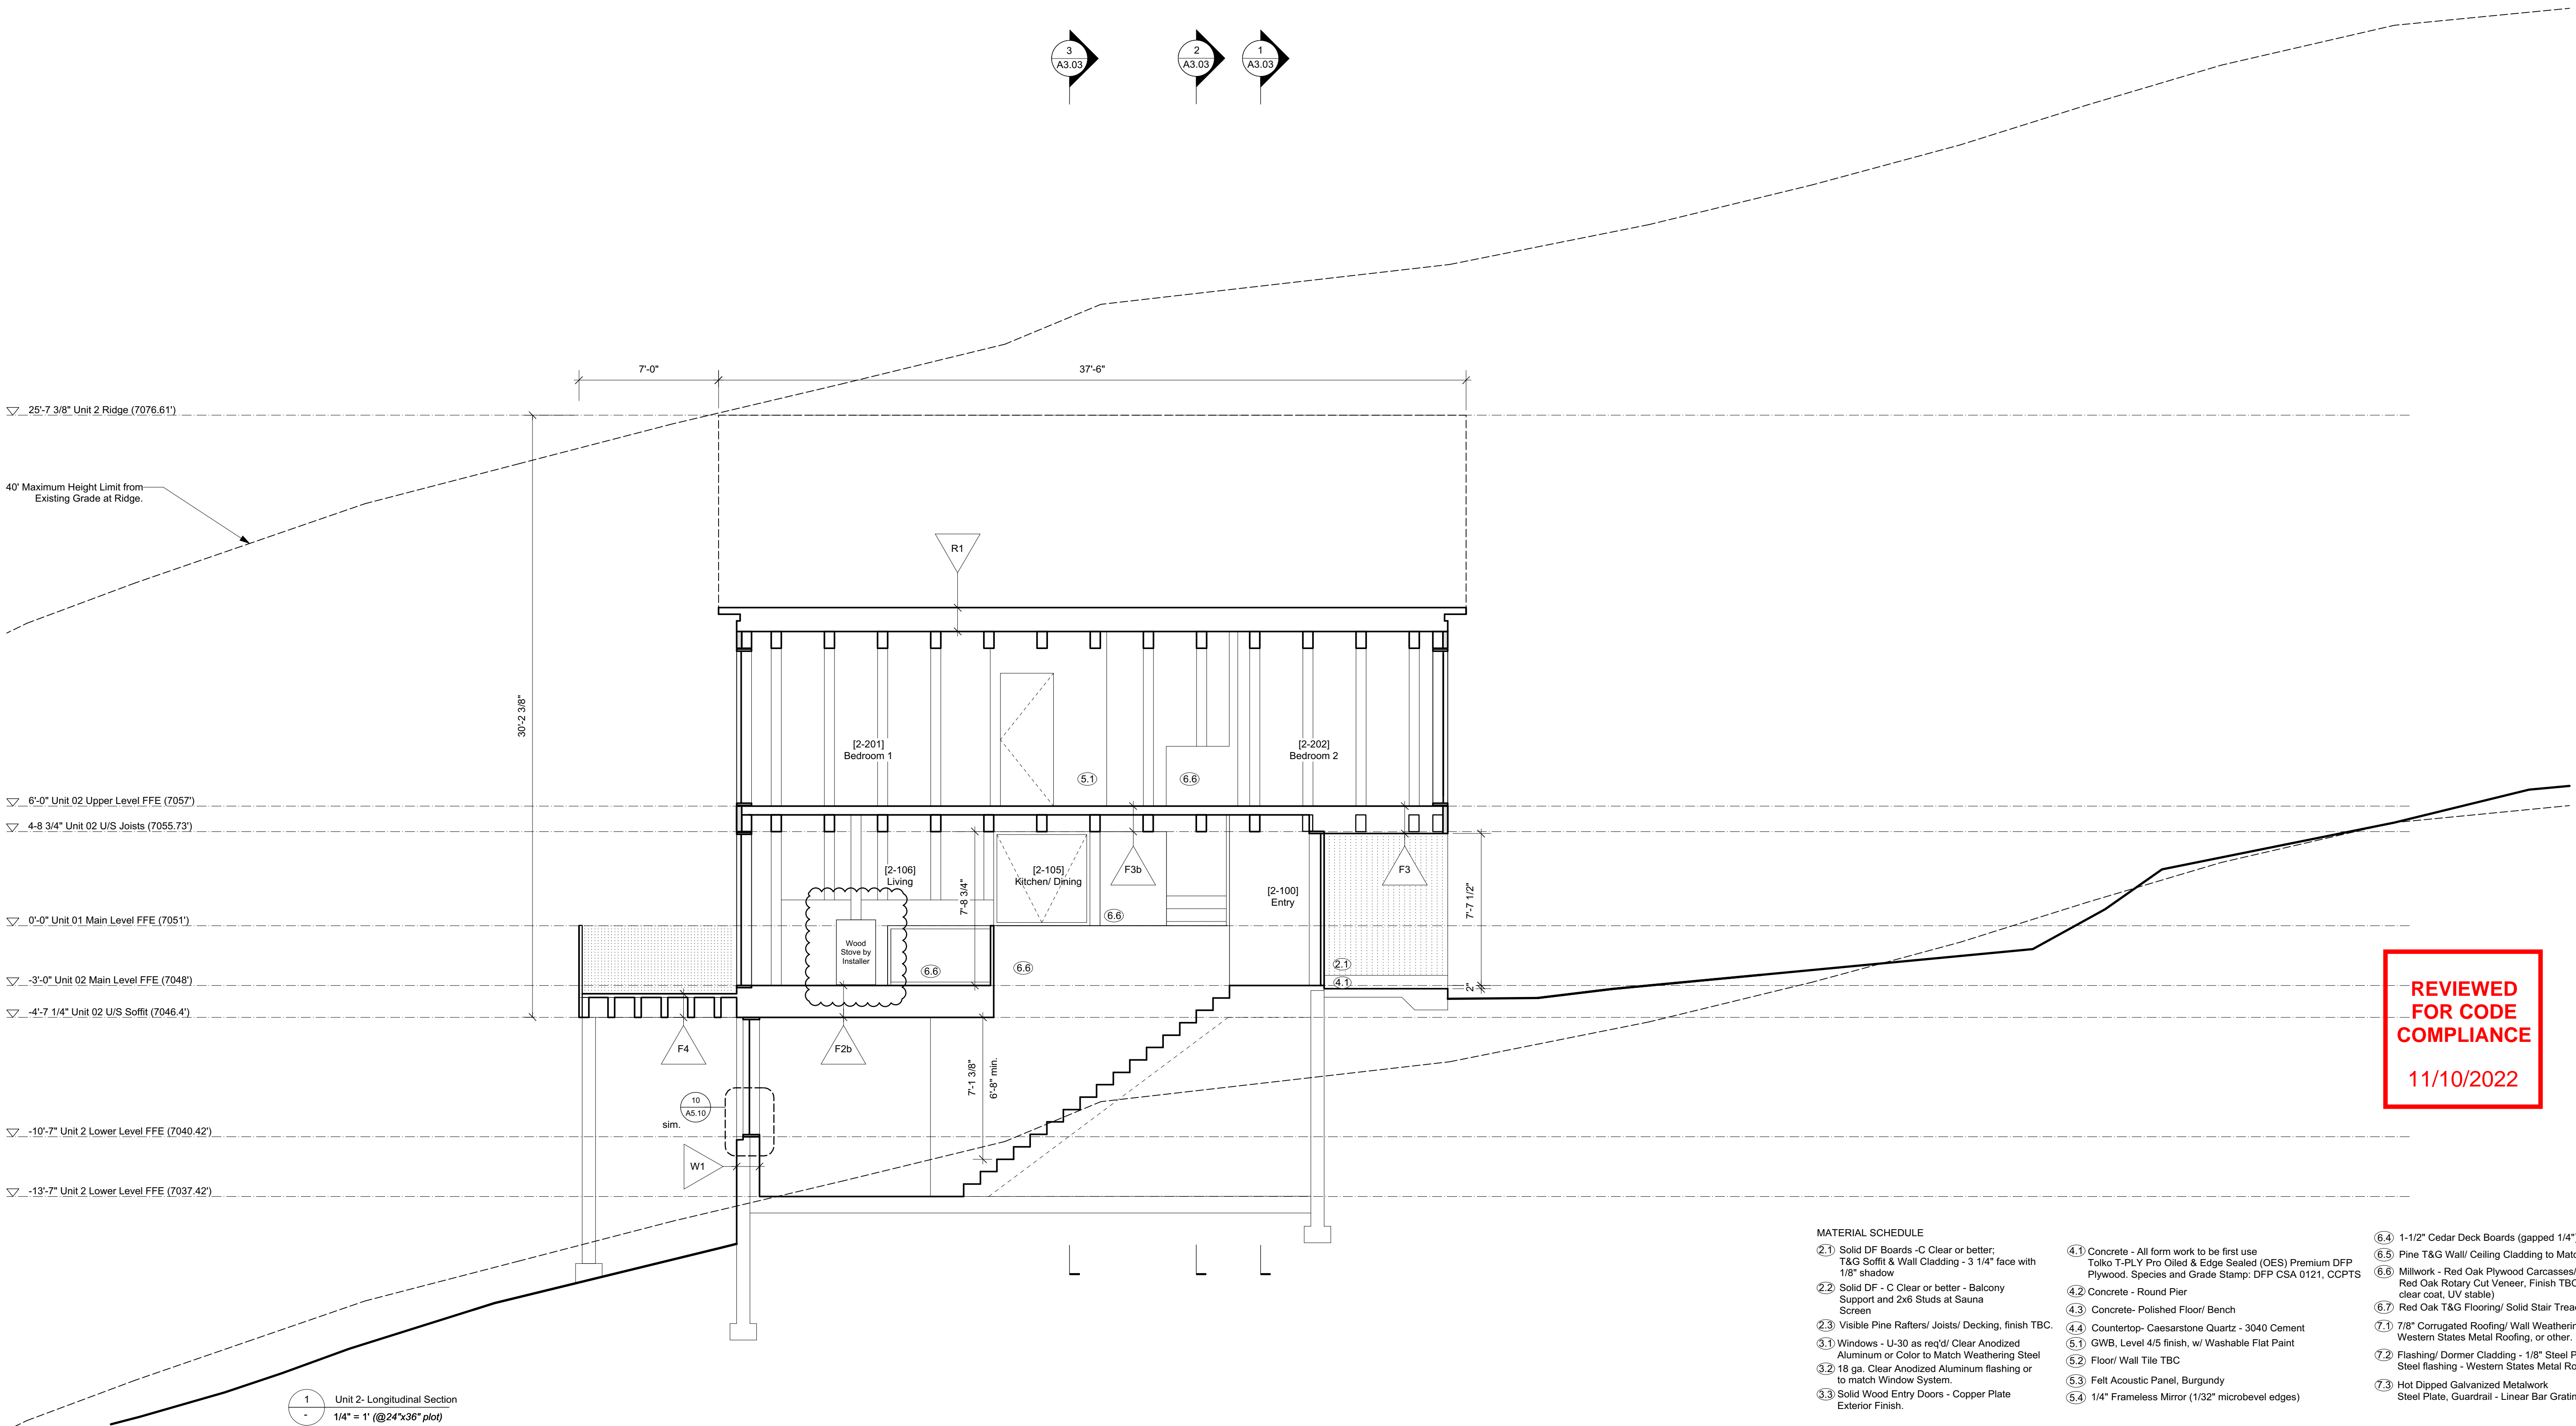 3
A3.03
2
A3.03
1
A3.03
7'-0"
37'-6"
25'-7 3/8" Unit 2 Ridge (7076.61')
40' Maximum Height Limit from
Existing Grade at Ridge.
R1
30'-2 3/8"
[2-201]
Bedroom 1
[2-202]
Bedroom 2
5.1
6.6
6'-0" Unit 02 Upper Level FFE (7057')
4-8 3/4" Unit 02 U/S Joists (7055.73')
[2-106]
Living
7'-8 3/4"
[2-105]
Kitchen/ Dining
F3b
[2-100]
Entry
F3
7'-7 1/2"
6.6
0'-0" Unit 01 Main Level FFE (7051')
Wood
Stove by
Installer
6.6
6.6
2.1
4.1
2"
-3'-0" Unit 02 Main Level FFE (7048')
-4'-7 1/4" Unit 02 U/S Soffit (7046.4')
F4
F2b
7'-1 3/8"
6'-8" min.
REVIEWED
FOR CODE
COMPLIANCE
11/10/2022
10
A5.10
sim.
-10'-7" Unit 2 Lower Level FFE (7040.42')
W1
-13'-7" Unit 2 Lower Level FFE (7037.42')
MATERIAL SCHEDULE
2.1 Solid DF Boards -C Clear or better;
T&G Soffit & Wall Cladding - 3 1/4" face with
1/8" shadow
2.2 Solid DF - C Clear or better - Balcony
Support and 2x6 Studs at Sauna
Screen
2.3 Visible Pine Rafters/ Joists/ Decking, finish TBC.
3.1 Windows - U-30 as req'd/ Clear Anodized
Aluminum or Color to Match Weathering Steel
3.2 18 ga. Clear Anodized Aluminum flashing or
to match Window System.
3.3 Solid Wood Entry Doors - Copper Plate
Exterior Finish.
4.1 Concrete - All form work to be first use
Tolko T-PLY Pro Oiled & Edge Sealed (OES) Premium DFP
Plywood. Species and Grade Stamp: DFP CSA 0121, CCPTS
4.2 Concrete - Round Pier
4.3 Concrete- Polished Floor/ Bench
4.4 Countertop- Caesarstone Quartz - 3040 Cement
5.1 GWB, Level 4/5 finish, w/ Washable Flat Paint
5.2 Floor/ Wall Tile TBC
5.3 Felt Acoustic Panel, Burgundy
5.4 1/4" Frameless Mirror (1/32" microbevel edges)
6.4 1-1/2" Cedar Deck Boards (gapped 1/4"
6.5 Pine T&G Wall/ Ceiling Cladding to
6.6 Millwork - Red Oak Plywood Carcasses/
Red Oak Rotary Cut Veneer, Finish
clear coat, UV stable)
6.7 Red Oak T&G Flooring/ Solid Stair
7.1 7/8" Corrugated Roofing/ Wall
Western States Metal Roofing, or other.
7.2 Flashing/ Dormer Cladding - 1/8" Steel
Steel flashing - Western States Metal
7.3 Hot Dipped Galvanized Metalwork
Steel Plate, Guardrail - Linear Bar
1
-
Unit 2- Longitudinal Section
1/4" = 1' (@24"x36" plot)